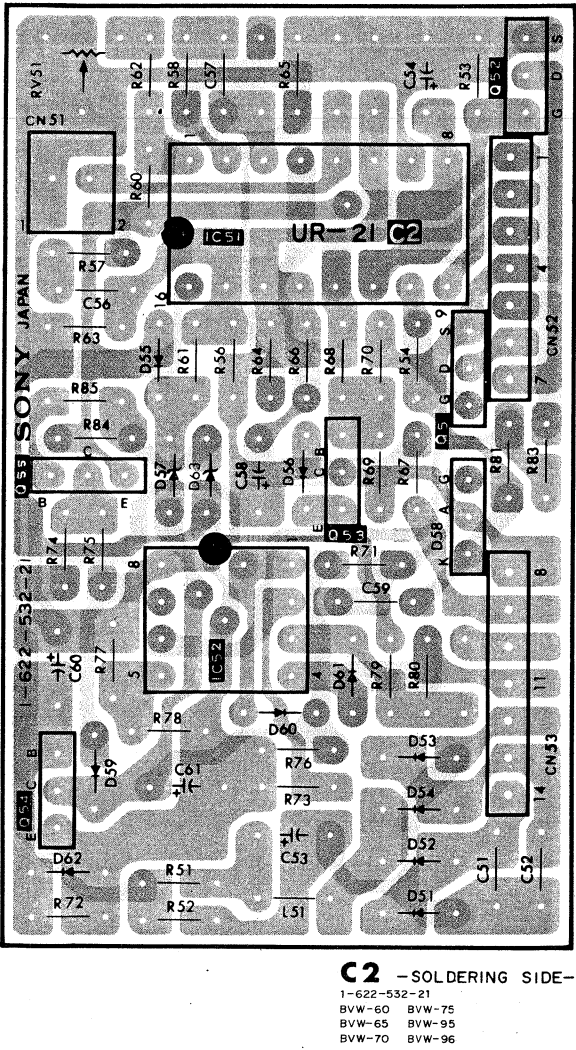 RV51
R62
R58
C57
R65
C54
+
R53
Q52
S
D
G
CN51
1
8
R60
1
2
IC51
UR-21 C2
1
4
7
CN52
16
9
R57
C56
R63
SONY JAPAN
D55
R61
R56
R64
R66
R68
R70
R54
S
D
G
R85
R84
C
Q55
B
E
D57
D63
C58
+
D56
B
C
E
Q53
R69
R67
R81
R83
G
A
K
D58
R74
R75
8
R71
C59
8
1-622-532-21
+
C60
R77
IC52
5
4
1
D61
R79
R80
11
R78
D60
D59
Q54
B
C
E
R76
D53
CN53
C61
+
R73
D54
14
+
C53
D62
D52
R51
C51
C52
R72
R52
L51
D51
C2 -SOLDERING SIDE-
1-622-532-21
BVW-60 BVW-75
BVW-65 BVW-95
BVW-70 BVW-96